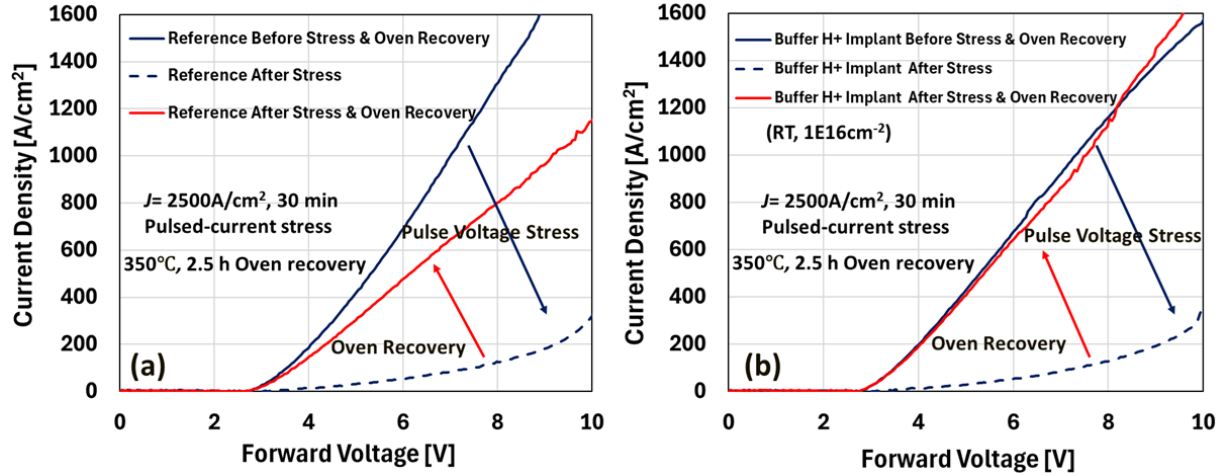 Reference Before Stress & Oven Recovery
Reference After Stress
Reference After Stress & Oven Recovery
J= 2500A/cm², 30 min
Pulsed-current stress
350℃, 2.5 h Oven recovery
Pulse Voltage Stress
Oven Recovery
(a)
Current Density [A/cm²]
1600
1400
1200
1000
800
600
400
200
0
0 2 4 6 8 10
Forward Voltage [V]
Buffer H+ Implant Before Stress & Oven Recovery
Buffer H+ Implant After Stress
Buffer H+ Implant After Stress & Oven Recovery
(RT, 1E16cm⁻²)
J= 2500A/cm², 30 min
Pulsed-current stress
350℃, 2.5 h Oven recovery
Pulse Voltage Stress
Oven Recovery
(b)
Current Density [A/cm²]
1600
1400
1200
1000
800
600
400
200
0
0 2 4 6 8 10
Forward Voltage [V]